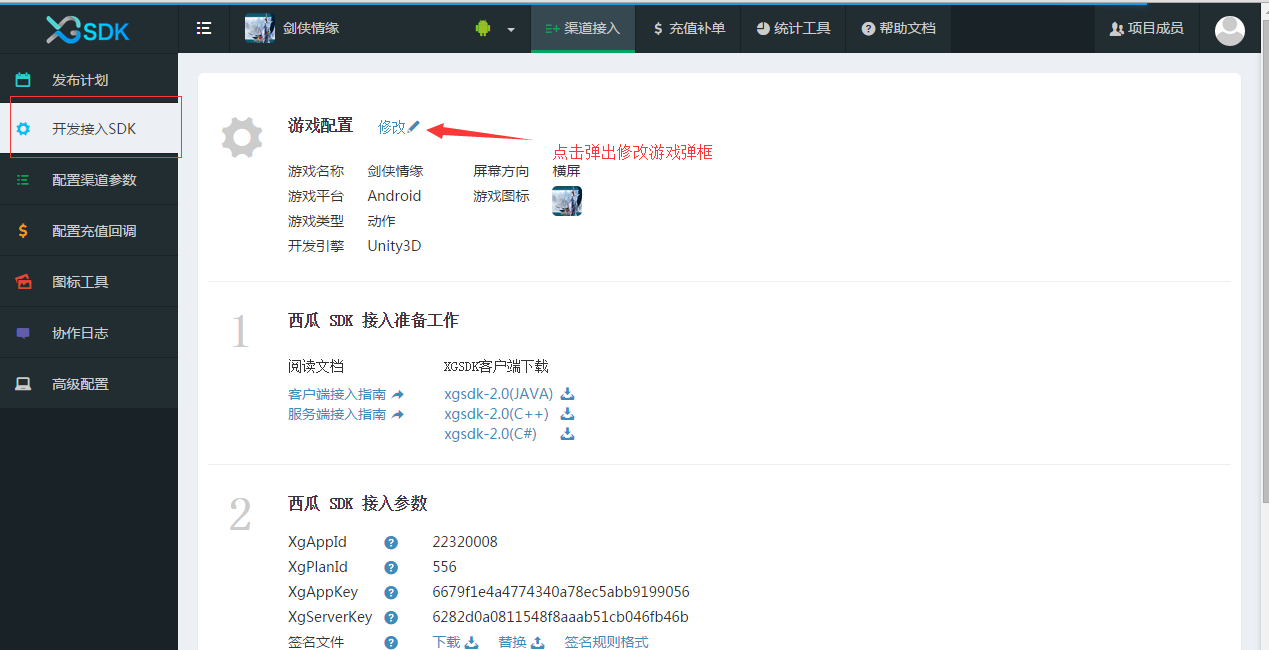 XGSDK
剑侠情缘
渠道接入
$ 充值补单
统计工具
帮助文档
项目成员
发布计划
开发接入SDK
配置渠道参数
配置充值回调
图标工具
协作日志
高级配置
游戏配置 修改
点击弹出修改游戏弹框
游戏名称 剑侠情缘 屏幕方向 横屏
游戏平台 Android 游戏图标
游戏类型 动作
开发引擎 Unity3D
1 西瓜 SDK 接入准备工作
阅读文档 XGSDK客户端下载
客户端接入指南 xgsdk-2.0(JAVA)
服务端接入指南 xgsdk-2.0(C++)
xgsdk-2.0(C#)
2 西瓜 SDK 接入参数
XgAppId 22320008
XgPlanId 556
XgAppKey 6679f1e4a4774340a78ec5abb9199056
XgServerKey 6282d0a0811548f8aaab51cb046fb46b
签名文件 下载 替换 签名规则格式